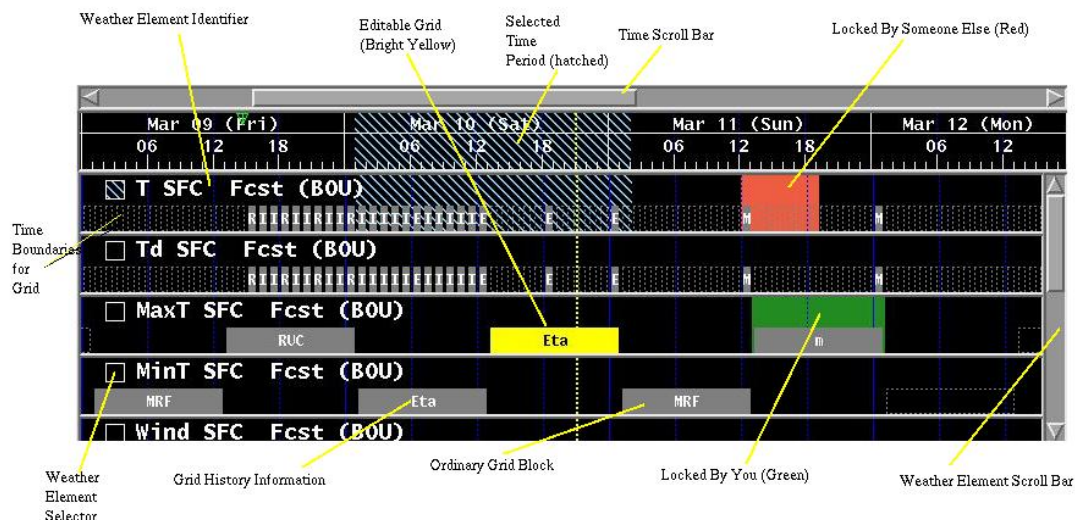 Weather Element Identifier
Editable Grid
(Bright Yellow)
Selected
Time
Period (hatched)
Time Scroll Bar
Locked By Someone Else (Red)
Mar 09 (Fri)
Mar 10 (Sat)
Mar 11 (Sun)
Mar 12 (Mon)
06 12 18 06 12 18 06 12 18 06 12
T SFC Fcst (BOU)
R I I R I I R I I R I I I I I E I I I I I E E E M M
Time
Boundaries
for
Grid
Td SFC Fcst (BOU)
R I I R I I R I I R I I I I I E I I I I I E E E M M
MaxT SFC Fcst (BOU)
RUC Eta m
MinT SFC Fcst (BOU)
MRF Eta MRF
Wind SFC Fcst (BOU)
Weather
Element
Selector
Grid History Information
Ordinary Grid Block
Locked By You (Green)
Weather Element Scroll Bar